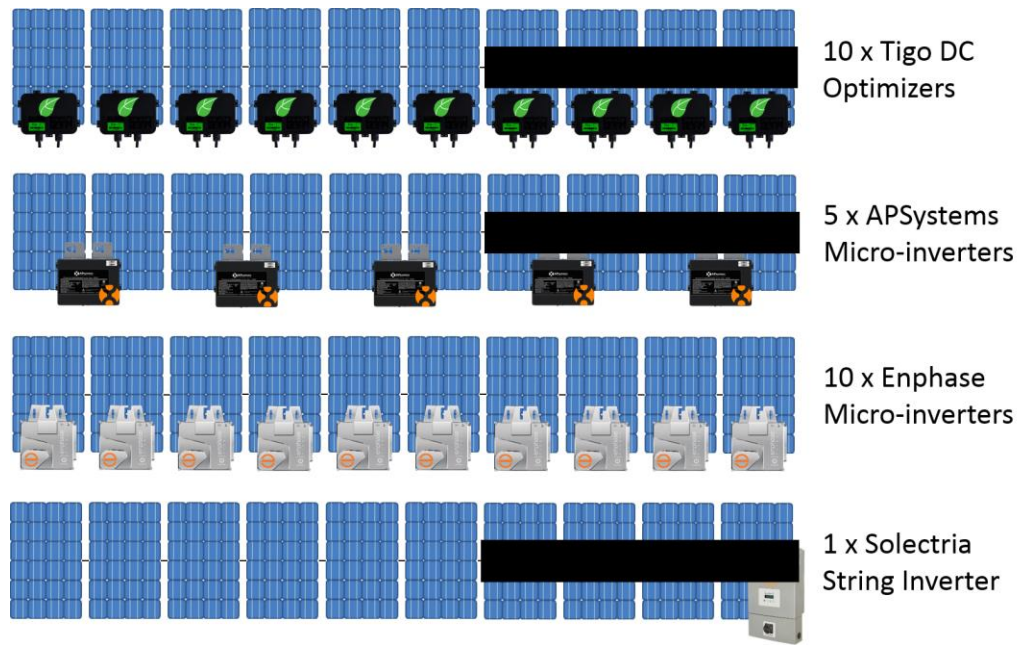 10 x Tigo DC
Optimizers
5 x APSystems
Micro-inverters
10 x Enphase
Micro-inverters
1 x Solectria
String Inverter